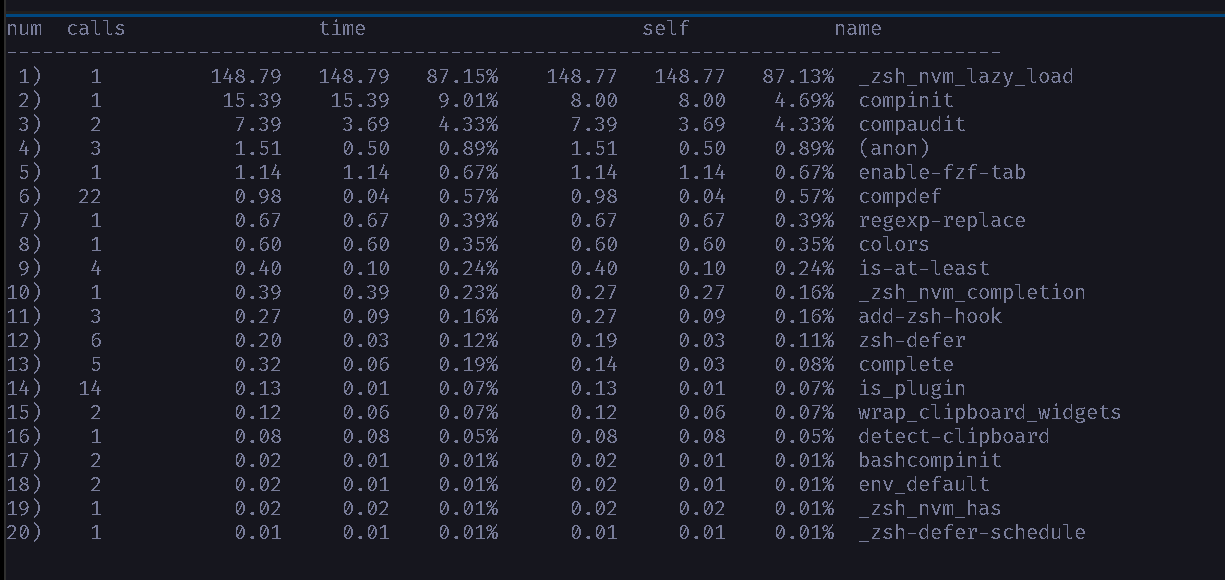 num  calls                time                       self            name
-----------------------------------------------------------------------------------
 1)    1         148.79   148.79   87.15%    148.77   148.77   87.13%  _zsh_nvm_lazy_load
 2)    1          15.39    15.39    9.01%      8.00     8.00    4.69%  compinit
 3)    2           7.39     3.69    4.33%      7.39     3.69    4.33%  compaudit
 4)    3           1.51     0.50    0.89%      1.51     0.50    0.89%  (anon)
 5)    1           1.14     1.14    0.67%      1.14     1.14    0.67%  enable-fzf-tab
 6)   22           0.98     0.04    0.57%      0.98     0.04    0.57%  compdef
 7)    1           0.67     0.67    0.39%      0.67     0.67    0.39%  regexp-replace
 8)    1           0.60     0.60    0.35%      0.60     0.60    0.35%  colors
 9)    4           0.40     0.10    0.24%      0.40     0.10    0.24%  is-at-least
10)    1           0.39     0.39    0.23%      0.27     0.27    0.16%  _zsh_nvm_completion
11)    3           0.27     0.09    0.16%      0.27     0.09    0.16%  add-zsh-hook
12)    6           0.20     0.03    0.12%      0.19     0.03    0.11%  zsh-defer
13)    5           0.32     0.06    0.19%      0.14     0.03    0.08%  complete
14)   14           0.13     0.01    0.07%      0.13     0.01    0.07%  is_plugin
15)    2           0.12     0.06    0.07%      0.12     0.06    0.07%  wrap_clipboard_widgets
16)    1           0.08     0.08    0.05%      0.08     0.08    0.05%  detect-clipboard
17)    2           0.02     0.01    0.01%      0.02     0.01    0.01%  bashcompinit
18)    2           0.02     0.01    0.01%      0.02     0.01    0.01%  env_default
19)    1           0.02     0.02    0.01%      0.02     0.02    0.01%  _zsh_nvm_has
20)    1           0.01     0.01    0.01%      0.01     0.01    0.01%  _zsh-defer-schedule